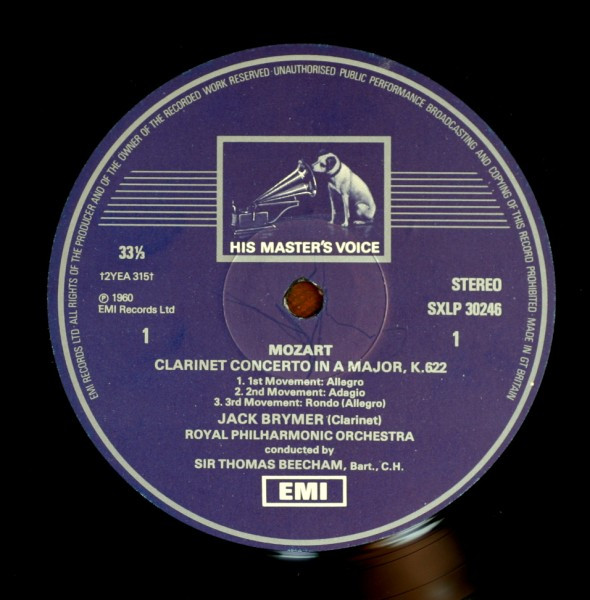 EMI RECORDS LTD · ALL RIGHTS OF THE PRODUCER AND OF THE OWNER OF THE RECORDED WORK RESERVED · UNAUTHORISED PUBLIC PERFORMANCE BROADCASTING AND COPYING OF THIS RECORD PROHIBITED MADE IN GT BRITAIN
HIS MASTER'S VOICE
33⅓
†2YEA 315†
℗ 1960
EMI Records Ltd
1
STEREO
SXLP 30246
1
MOZART
CLARINET CONCERTO IN A MAJOR, K.622
1. 1st Movement: Allegro
2. 2nd Movement: Adagio
3. 3rd Movement: Rondo (Allegro)
JACK BRYMER (Clarinet)
ROYAL PHILHARMONIC ORCHESTRA
conducted by
SIR THOMAS BEECHAM, Bart., C.H.
EMI